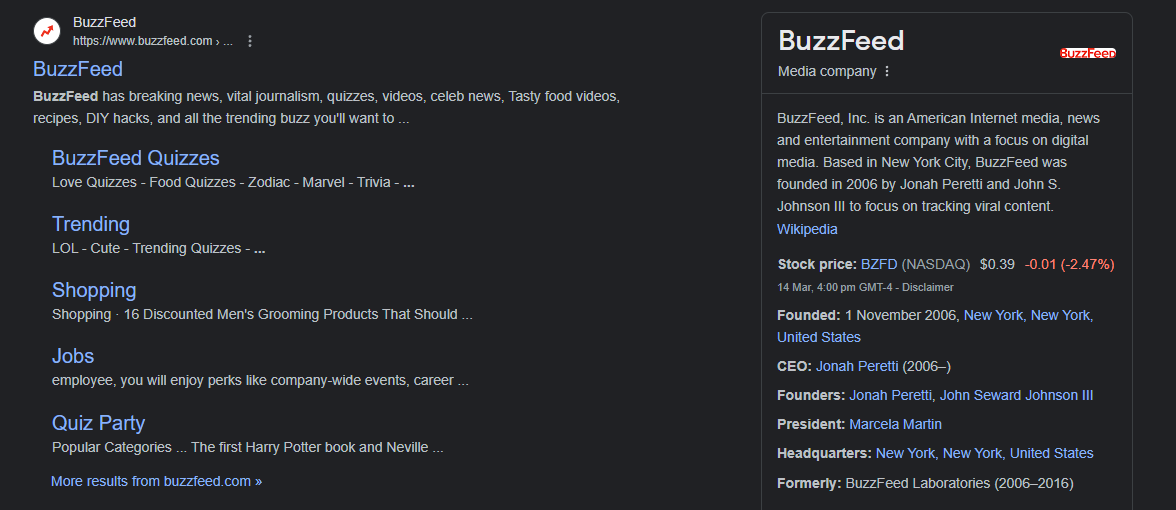 BuzzFeed
https://www.buzzfeed.com › ...
BuzzFeed
BuzzFeed has breaking news, vital journalism, quizzes, videos, celeb news, Tasty food videos,
recipes, DIY hacks, and all the trending buzz you'll want to ...
BuzzFeed Quizzes
Love Quizzes - Food Quizzes - Zodiac - Marvel - Trivia - ...
Trending
LOL - Cute - Trending Quizzes - ...
Shopping
Shopping · 16 Discounted Men's Grooming Products That Should ...
Jobs
employee, you will enjoy perks like company-wide events, career ...
Quiz Party
Popular Categories ... The first Harry Potter book and Neville ...
More results from buzzfeed.com »
BuzzFeed
Media company
BuzzFeed
BuzzFeed, Inc. is an American Internet media, news
and entertainment company with a focus on digital
media. Based in New York City, BuzzFeed was
founded in 2006 by Jonah Peretti and John S.
Johnson III to focus on tracking viral content.
Wikipedia
Stock price: BZFD (NASDAQ) $0.39 -0.01 (-2.47%)
14 Mar, 4:00 pm GMT-4 - Disclaimer
Founded: 1 November 2006, New York, New York,
United States
CEO: Jonah Peretti (2006–)
Founders: Jonah Peretti, John Seward Johnson III
President: Marcela Martin
Headquarters: New York, New York, United States
Formerly: BuzzFeed Laboratories (2006–2016)